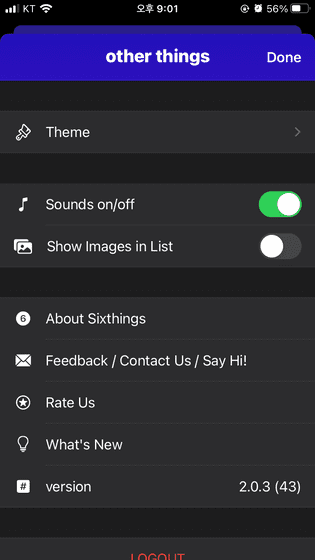 KT 오후 9:01 56%
other things Done
Theme
Sounds on/off
Show Images in List
6 About Sixthings
Feedback / Contact Us / Say Hi!
Rate Us
What's New
# version 2.0.3 (43)
LOGOUT